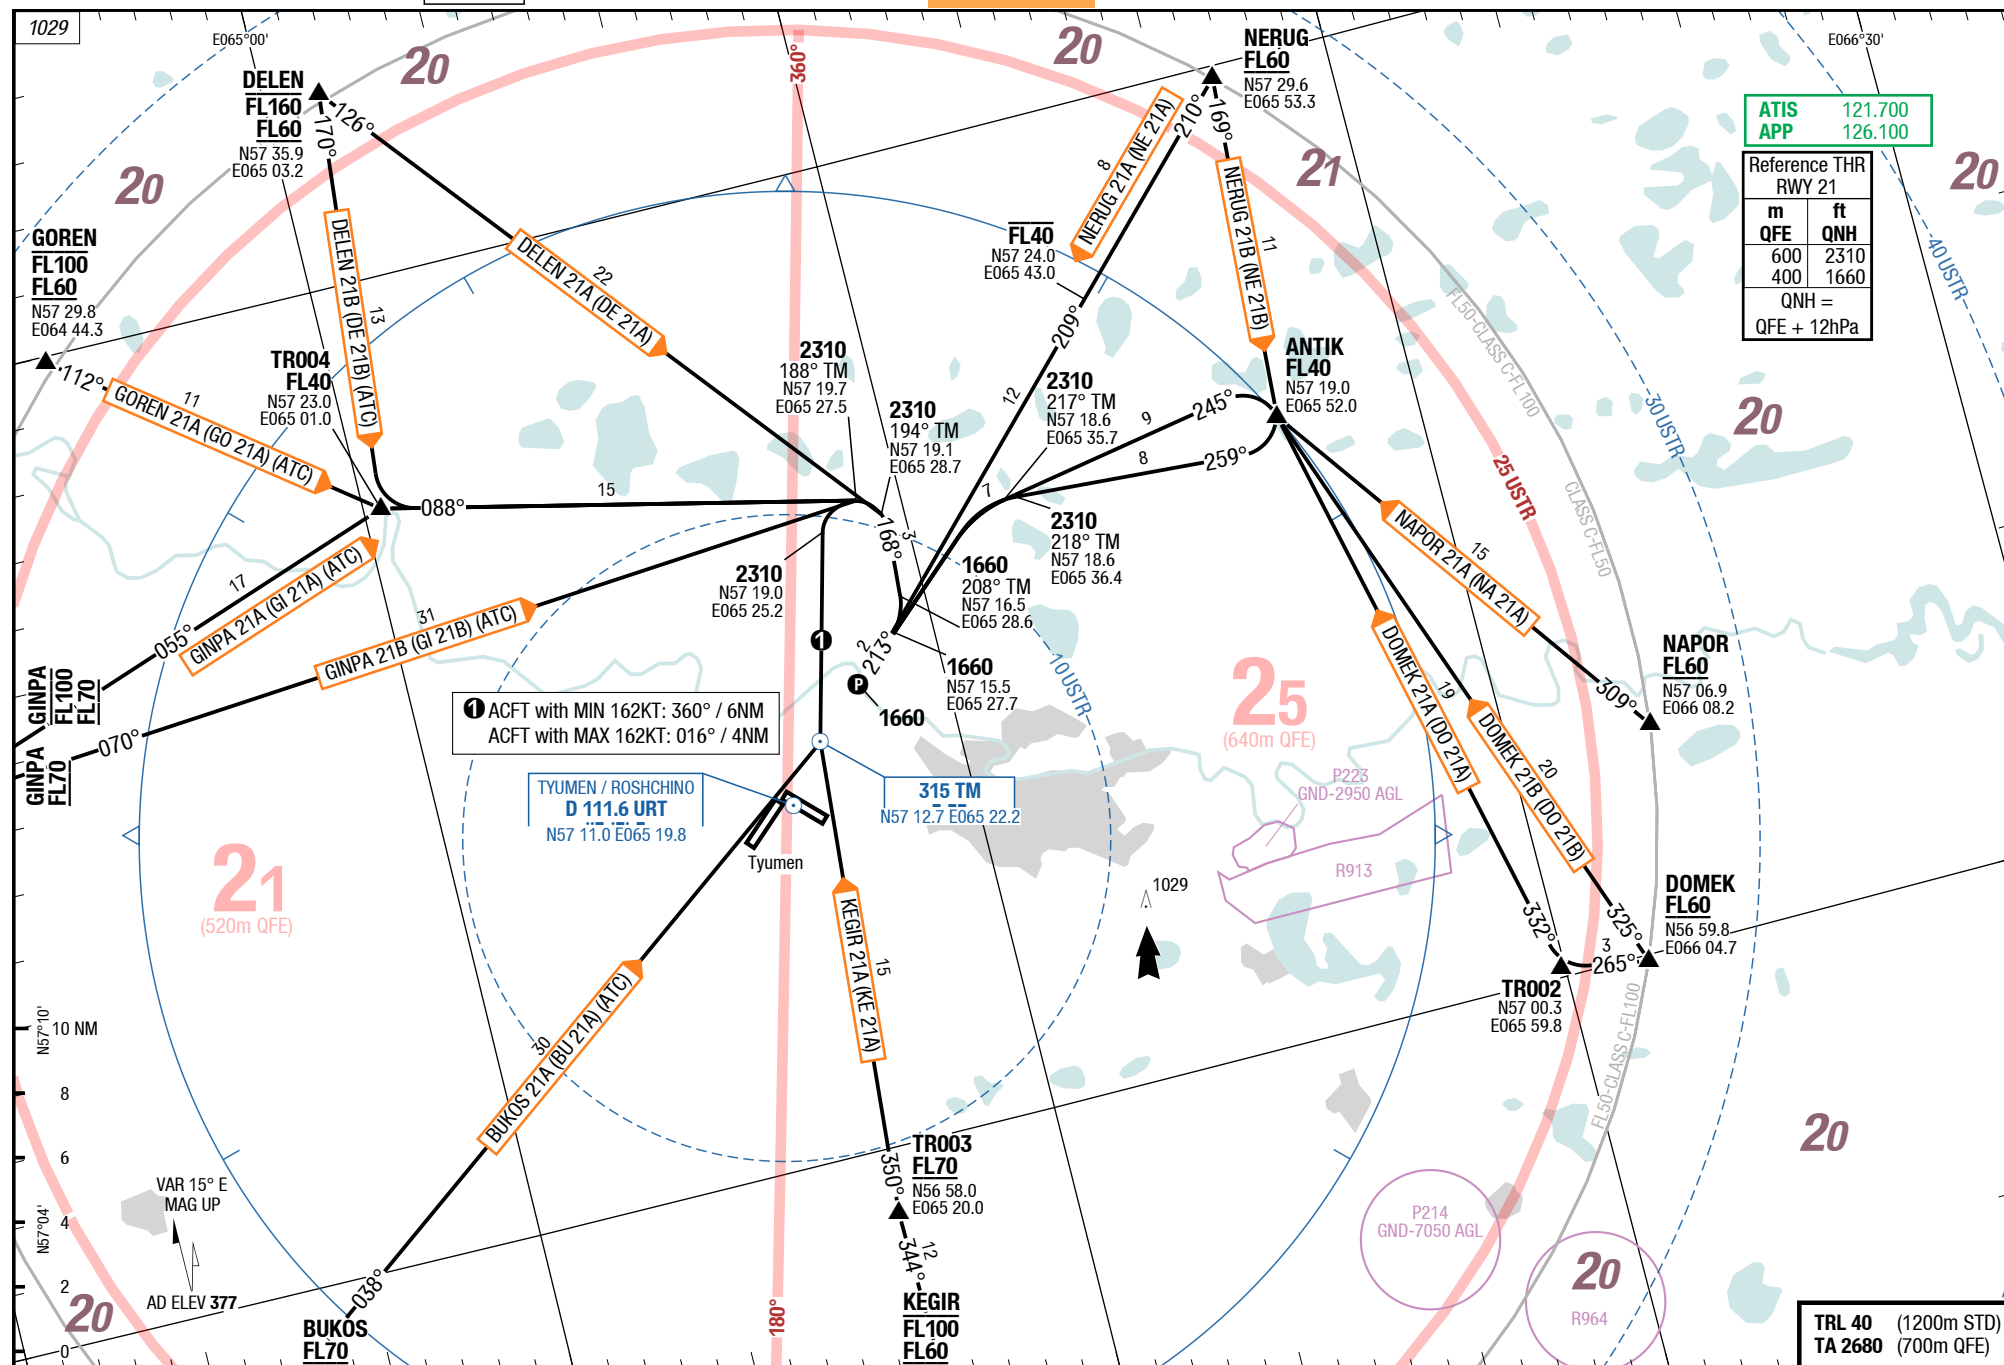 1029
E065°00'
20
20
360°
NERUG
FL60
N57 29.6
E065 53.3
E066°30'
DELEN
FL160
FL60
N57 35.9
E065 03.2
126°
170°
210°
169°
NERUG 21A (NE 21A)
8
ATIS 121.700
APP 126.100
Reference THR
RWY 21
m ft
QFE QNH
600 2310
400 1660
QNH =
QFE + 12hPa
20
20
21
GOREN
FL100
FL60
N57 29.8
E064 44.3
DELEN 21B (DE 21B) (ATC)
13
DELEN 21A (DE 21A)
22
FL40
N57 24.0
E065 43.0
NERUG 21B (NE 21B)
11
40 USTR
FL50-CLASS C-FL100
209°
112°
GOREN 21A (GO 21A) (ATC)
11
TR004
FL40
N57 23.0
E065 01.0
2310
188° TM
N57 19.7
E065 27.5
2310
194° TM
N57 19.1
E065 28.7
12
2310
217° TM
N57 18.6
E065 35.7
9
245°
8
259°
ANTIK
FL40
N57 19.0
E065 52.0
30 USTR
20
25 USTR
CLASS C-FL50
088°
15
168°
3
7
2310
218° TM
N57 18.6
E065 36.4
NAPOR 21A (NA 21A)
15
17
GINPA 21A (GI 21A) (ATC)
055°
GINPA 21B (GI 21B) (ATC)
31
070°
2310
N57 19.0
E065 25.2
1660
208° TM
N57 16.5
E065 28.6
1
2
213°
P
1660
1660
N57 15.5
E065 27.7
10 USTR
25
(640m QFE)
DOMEK 21A (DO 21A)
19
DOMEK 21B (DO 21B)
20
309°
NAPOR
FL60
N57 06.9
E066 08.2
GINPA
FL100
FL70
GINPA
FL70
1 ACFT with MIN 162KT: 360° / 6NM
ACFT with MAX 162KT: 016° / 4NM
TYUMEN / ROSHCHINO
D 111.6 URT
N57 11.0 E065 19.8
315 TM
N57 12.7 E065 22.2
Tyumen
P223
GND-2950 AGL
R913
1029
21
(520m QFE)
332°
325°
3
265°
DOMEK
FL60
N56 59.8
E066 04.7
TR002
N57 00.3
E065 59.8
FL50-CLASS C-FL100
BUKOS 21A (BU 21A) (ATC)
30
KEGIR 21A (KE 21A)
15
N57°10'
10 NM
8
6
4
2
0
N57°04'
VAR 15° E
MAG UP
AD ELEV 377
20
038°
BUKOS
FL70
180°
350°
TR003
FL70
N56 58.0
E065 20.0
12
344°
KEGIR
FL100
FL60
P214
GND-7050 AGL
20
R964
20
TRL 40 (1200m STD)
TA 2680 (700m QFE)